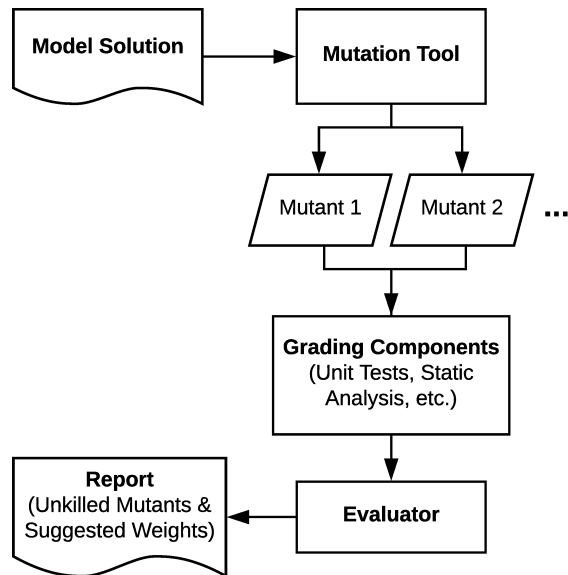 Model Solution
Mutation Tool
Mutant 1
Mutant 2
...
Grading Components
(Unit Tests, Static
Analysis, etc.)
Report
(Unkilled Mutants &
Suggested Weights)
Evaluator